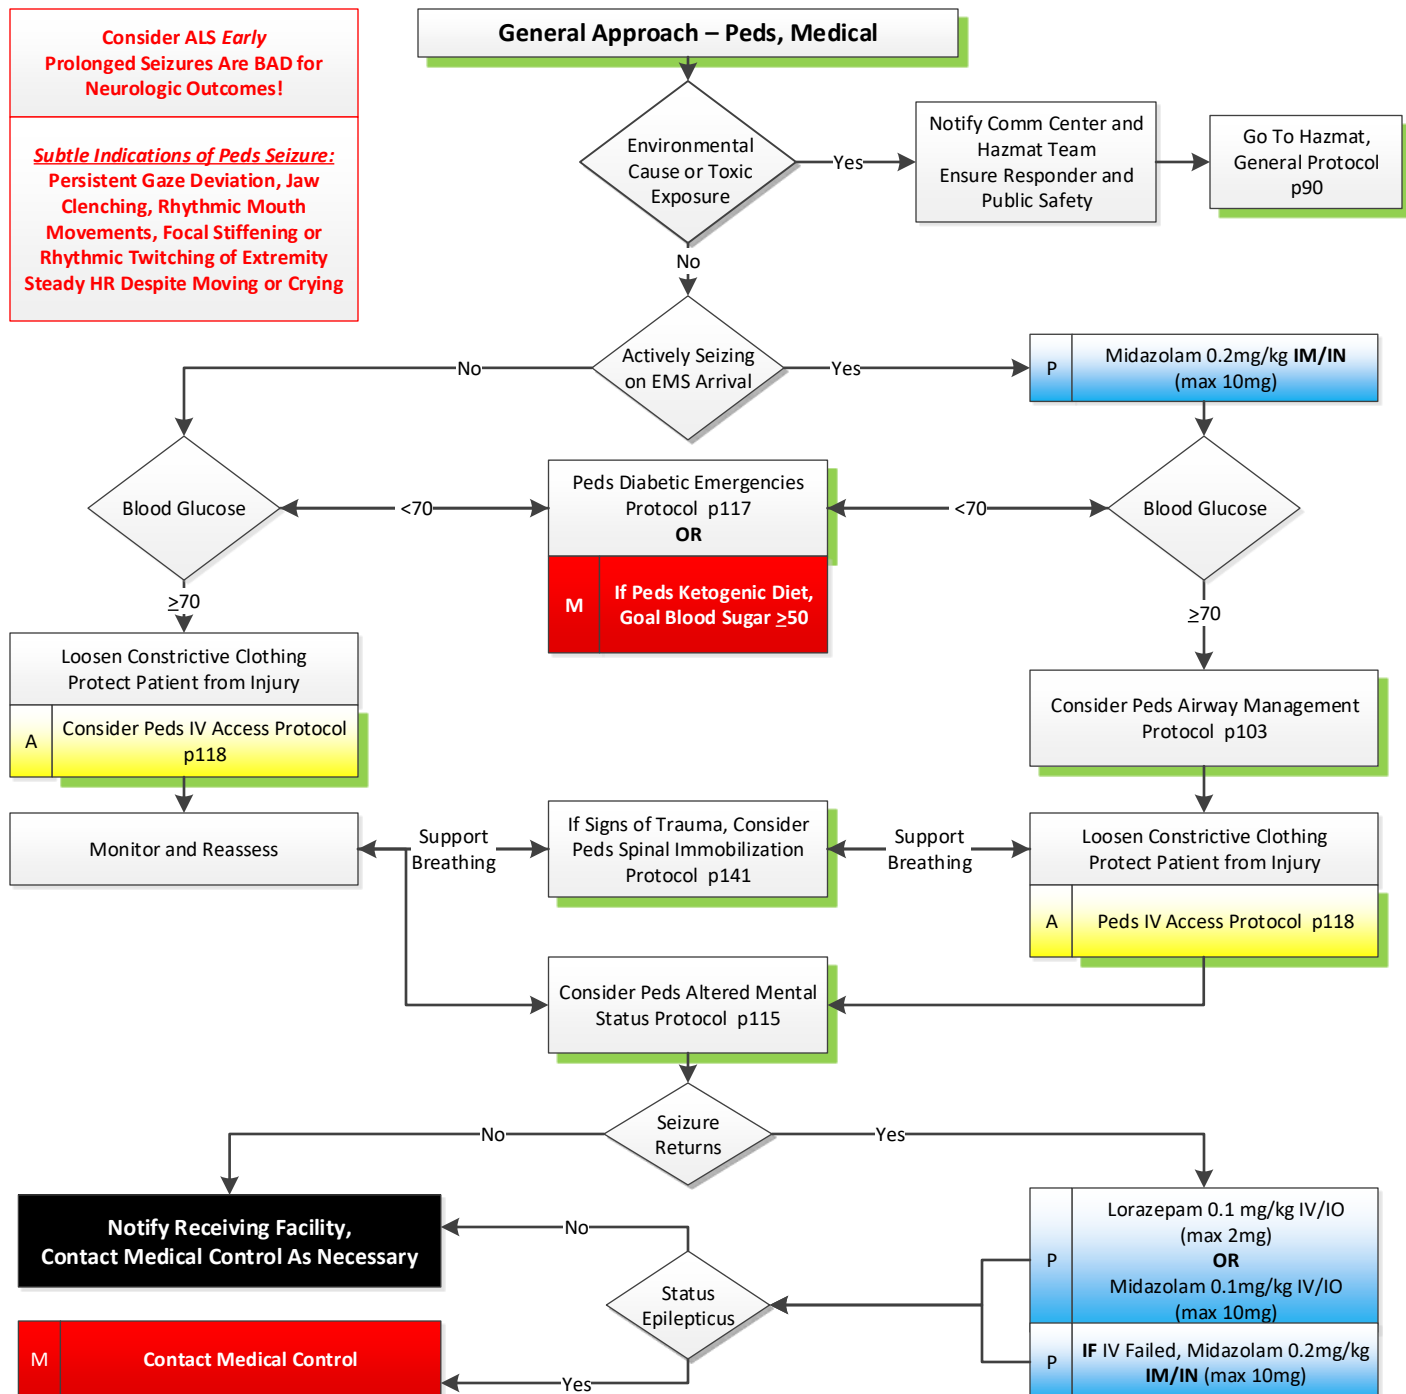 Consider ALS Early
Prolonged Seizures Are BAD for
Neurologic Outcomes!
Subtle Indications of Peds Seizure:
Persistent Gaze Deviation, Jaw
Clenching, Rhythmic Mouth
Movements, Focal Stiffening or
Rhythmic Twitching of Extremity
Steady HR Despite Moving or Crying
General Approach – Peds, Medical
Environmental
Cause or Toxic
Exposure
Yes
Notify Comm Center and
Hazmat Team
Ensure Responder and
Public Safety
Go To Hazmat,
General Protocol
p90
No
Actively Seizing
on EMS Arrival
No
Yes
P
Midazolam 0.2mg/kg IM/IN
(max 10mg)
Blood Glucose
<70
Peds Diabetic Emergencies
Protocol p117
OR
M
If Peds Ketogenic Diet,
Goal Blood Sugar ≥50
<70
Blood Glucose
≥70
≥70
Loosen Constrictive Clothing
Protect Patient from Injury
A
Consider Peds IV Access Protocol
p118
Consider Peds Airway Management
Protocol p103
Monitor and Reassess
Support
Breathing
If Signs of Trauma, Consider
Peds Spinal Immobilization
Protocol p141
Support
Breathing
Loosen Constrictive Clothing
Protect Patient from Injury
A
Peds IV Access Protocol p118
Consider Peds Altered Mental
Status Protocol p115
Seizure
Returns
No
Yes
Notify Receiving Facility,
Contact Medical Control As Necessary
No
Status
Epilepticus
P
Lorazepam 0.1 mg/kg IV/IO
(max 2mg)
OR
Midazolam 0.1mg/kg IV/IO
(max 10mg)
P
IF IV Failed, Midazolam 0.2mg/kg
IM/IN (max 10mg)
M
Contact Medical Control
Yes